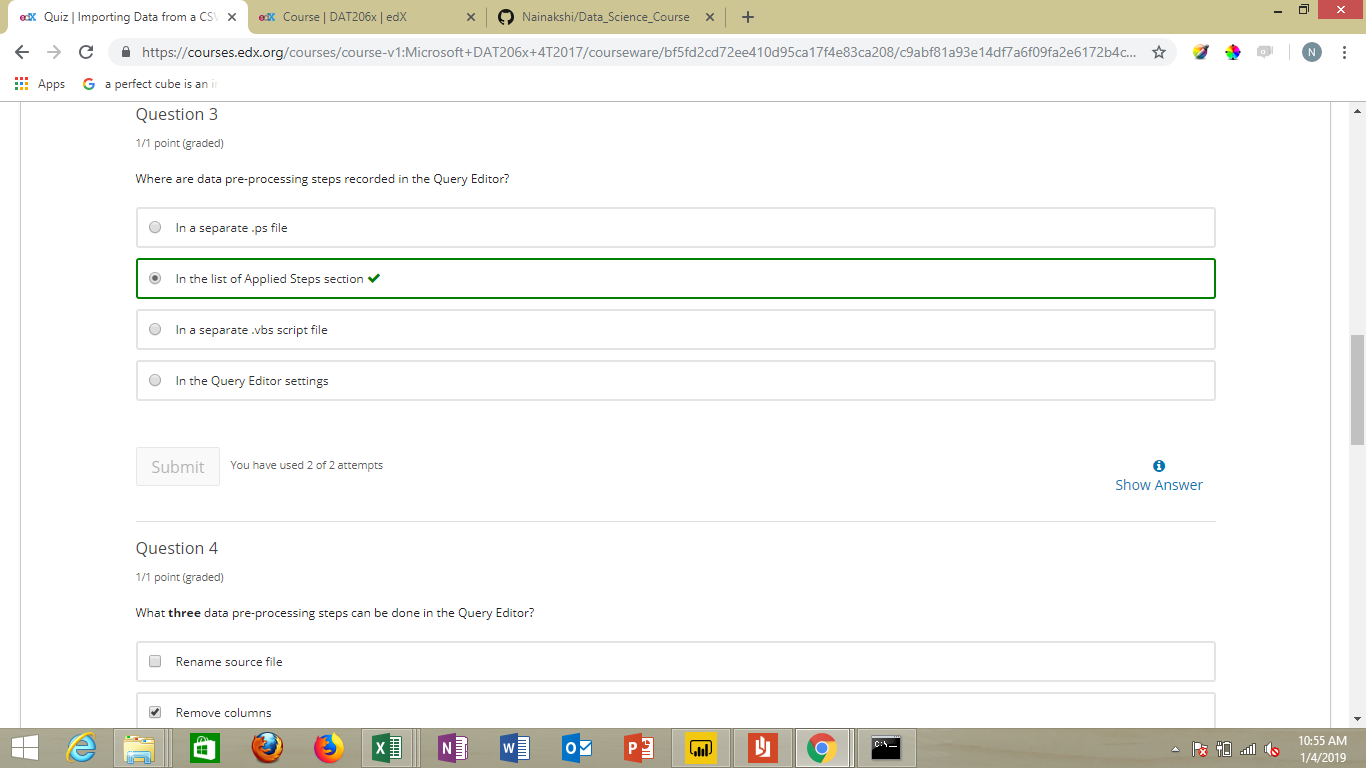 edX Quiz | Importing Data from a CSV
edX Course | DAT206x | edX
Nainakshi/Data_Science_Course
https://courses.edx.org/courses/course-v1:Microsoft+DAT206x+4T2017/courseware/bf5fd2cd72ee410d95ca17f4e83ca208/c9abf81a93e14df7a6f09fa2e6172b4c...
N
Apps
G a perfect cube is an i
Question 3
1/1 point (graded)
Where are data pre-processing steps recorded in the Query Editor?
In a separate .ps file
In the list of Applied Steps section
In a separate .vbs script file
In the Query Editor settings
Submit
You have used 2 of 2 attempts
Show Answer
Question 4
1/1 point (graded)
What three data pre-processing steps can be done in the Query Editor?
Rename source file
Remove columns
10:55 AM
1/4/2019